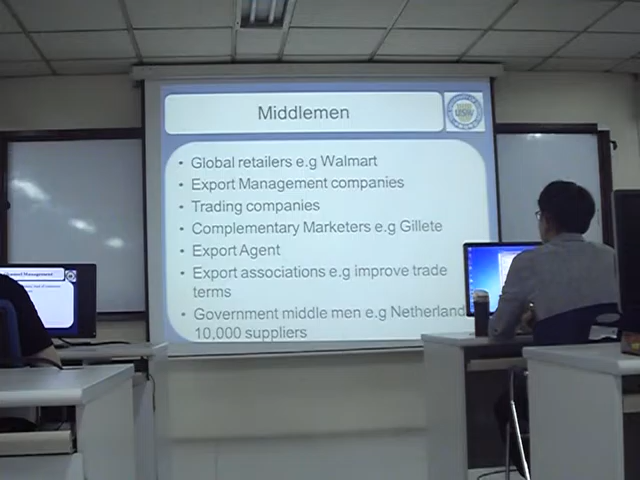 Middlemen
• Global retailers e.g Walmart
• Export Management companies
• Trading companies
• Complementary Marketers e.g Gillete
• Export Agent
• Export associations e.g improve trade
terms
• Government middle men e.g Netherland
10,000 suppliers